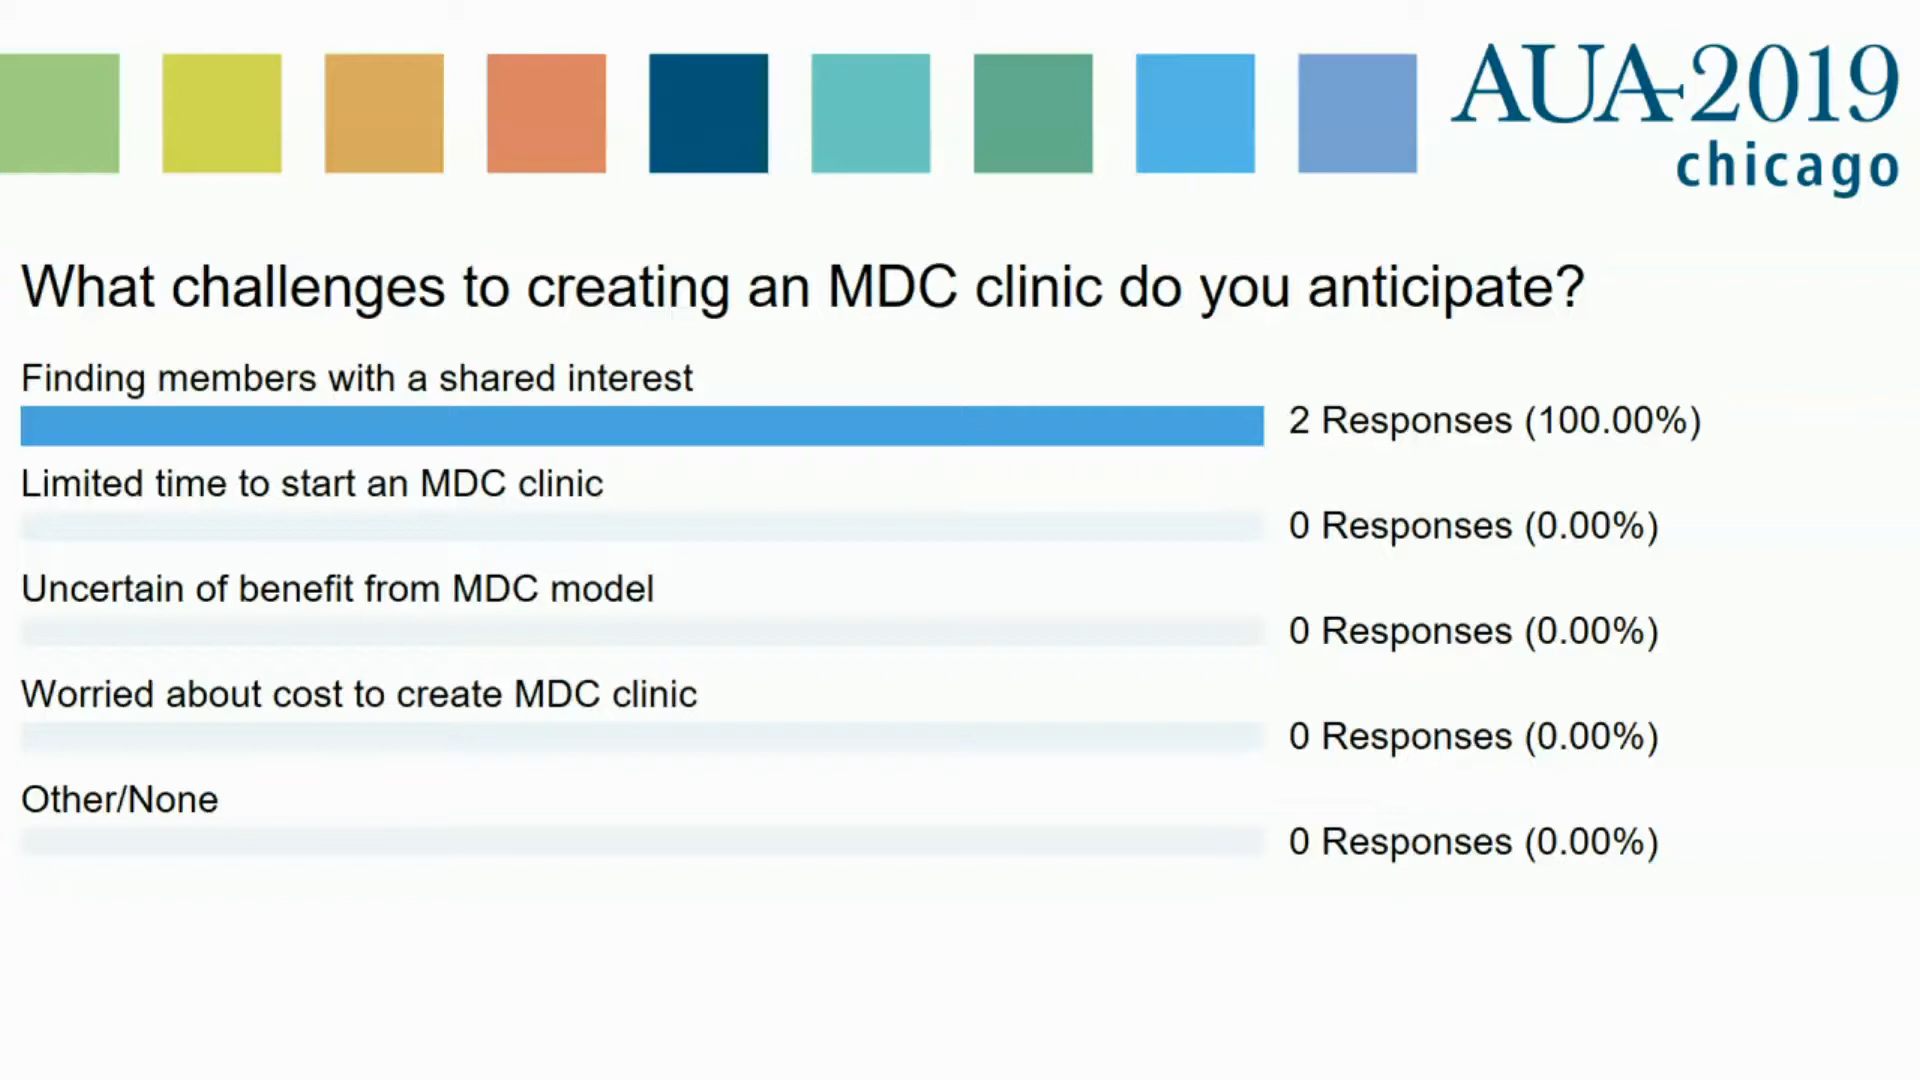 AUA 2019
chicago
What challenges to creating an MDC clinic do you anticipate?
Finding members with a shared interest
2 Responses (100.00%)
Limited time to start an MDC clinic
0 Responses (0.00%)
Uncertain of benefit from MDC model
0 Responses (0.00%)
Worried about cost to create MDC clinic
0 Responses (0.00%)
Other/None
0 Responses (0.00%)